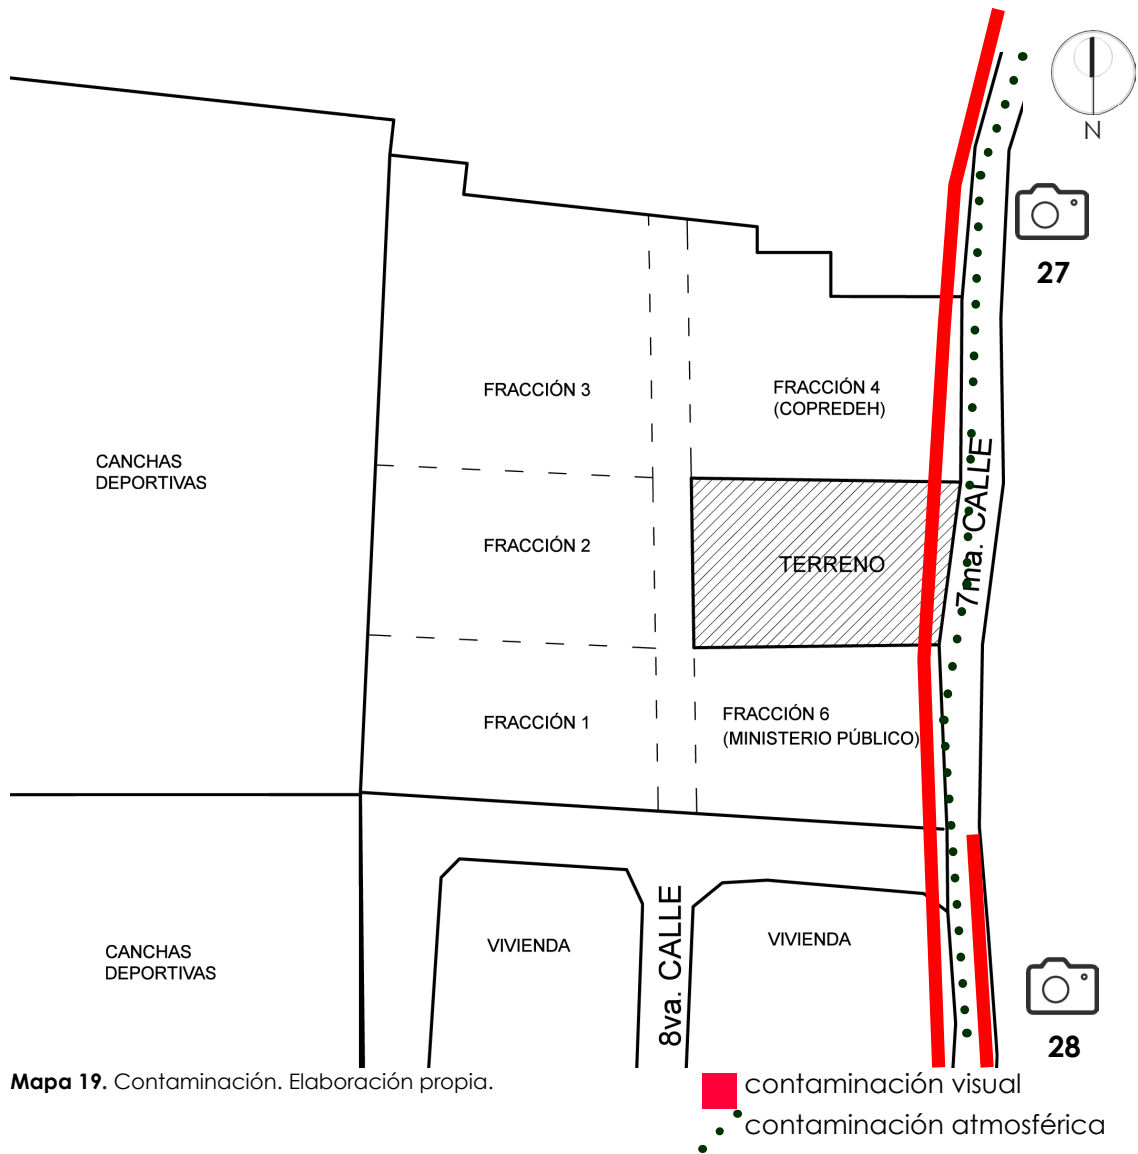 N
27
FRACCIÓN 3
FRACCIÓN 4
(COPREDEH)
CANCHAS
DEPORTIVAS
7ma. CALLE
FRACCIÓN 2
TERRENO
FRACCIÓN 1
FRACCIÓN 6
(MINISTERIO PÚBLICO)
8va. CALLE
CANCHAS
DEPORTIVAS
VIVIENDA
VIVIENDA
28
Mapa 19. Contaminación. Elaboración propia.
contaminación visual
contaminación atmosférica